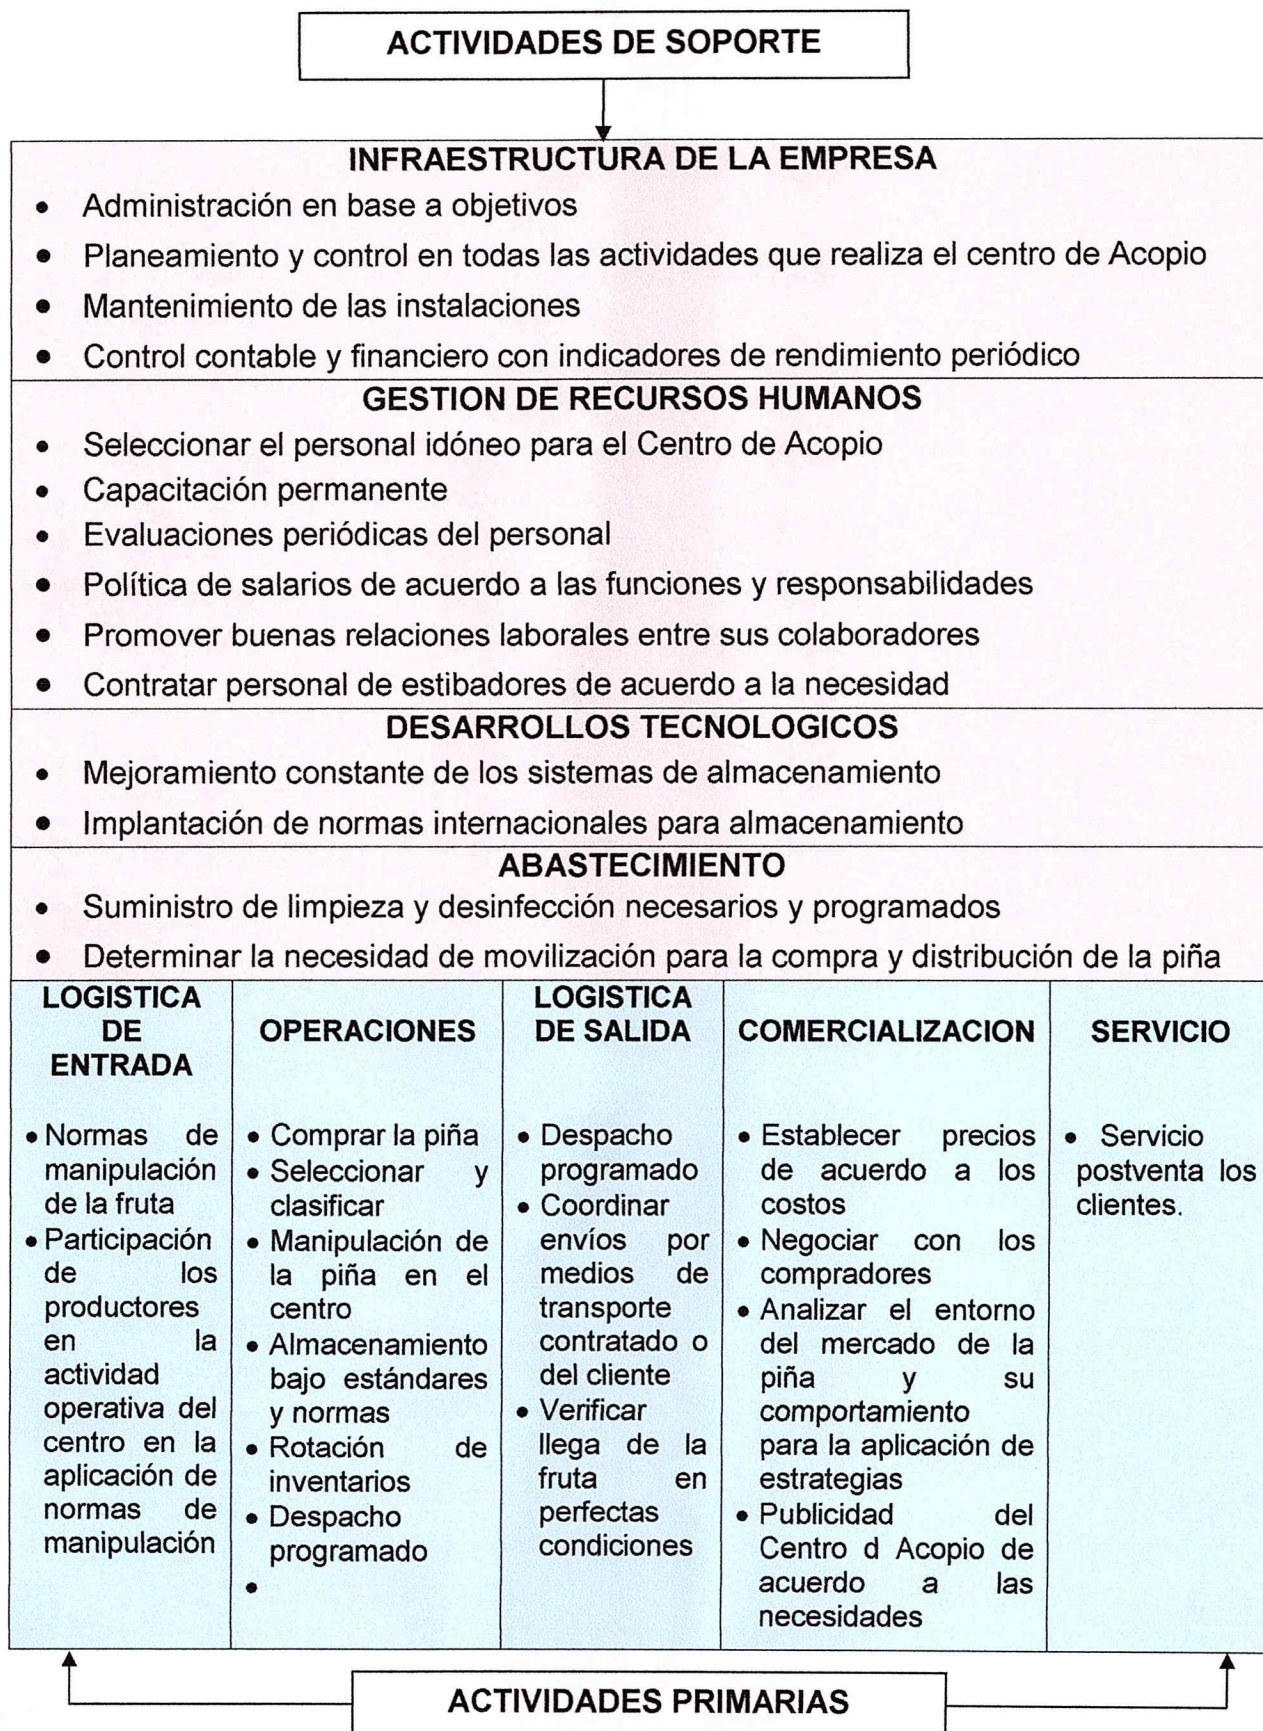 ACTIVIDADES DE SOPORTE
INFRAESTRUCTURA DE LA EMPRESA
• Administración en base a objetivos
• Planeamiento y control en todas las actividades que realiza el centro de Acopio
• Mantenimiento de las instalaciones
• Control contable y financiero con indicadores de rendimiento periódico
GESTION DE RECURSOS HUMANOS
• Seleccionar el personal idóneo para el Centro de Acopio
• Capacitación permanente
• Evaluaciones periódicas del personal
• Política de salarios de acuerdo a las funciones y responsabilidades
• Promover buenas relaciones laborales entre sus colaboradores
• Contratar personal de estibadores de acuerdo a la necesidad
DESARROLLOS TECNOLOGICOS
• Mejoramiento constante de los sistemas de almacenamiento
• Implantación de normas internacionales para almacenamiento
ABASTECIMIENTO
• Suministro de limpieza y desinfección necesarios y programados
• Determinar la necesidad de movilización para la compra y distribución de la piña
LOGISTICA
DE
ENTRADA
• Normas de
manipulación
de la fruta
• Participación
de los
productores
en la
actividad
operativa del
centro en la
aplicación de
normas de
manipulación
OPERACIONES
• Comprar la piña
• Seleccionar y
clasificar
• Manipulación de
la piña en el
centro
• Almacenamiento
bajo estándares
y normas
• Rotación de
inventarios
• Despacho
programado
•
LOGISTICA
DE SALIDA
• Despacho
programado
• Coordinar
envíos por
medios de
transporte
contratado o
del cliente
• Verificar
llega de la
fruta en
perfectas
condiciones
COMERCIALIZACION
• Establecer precios
de acuerdo a los
costos
• Negociar con los
compradores
• Analizar el entorno
del mercado de la
piña y su
comportamiento
para la aplicación de
estrategias
• Publicidad del
Centro d Acopio de
acuerdo a las
necesidades
SERVICIO
• Servicio
postventa los
clientes.
ACTIVIDADES PRIMARIAS